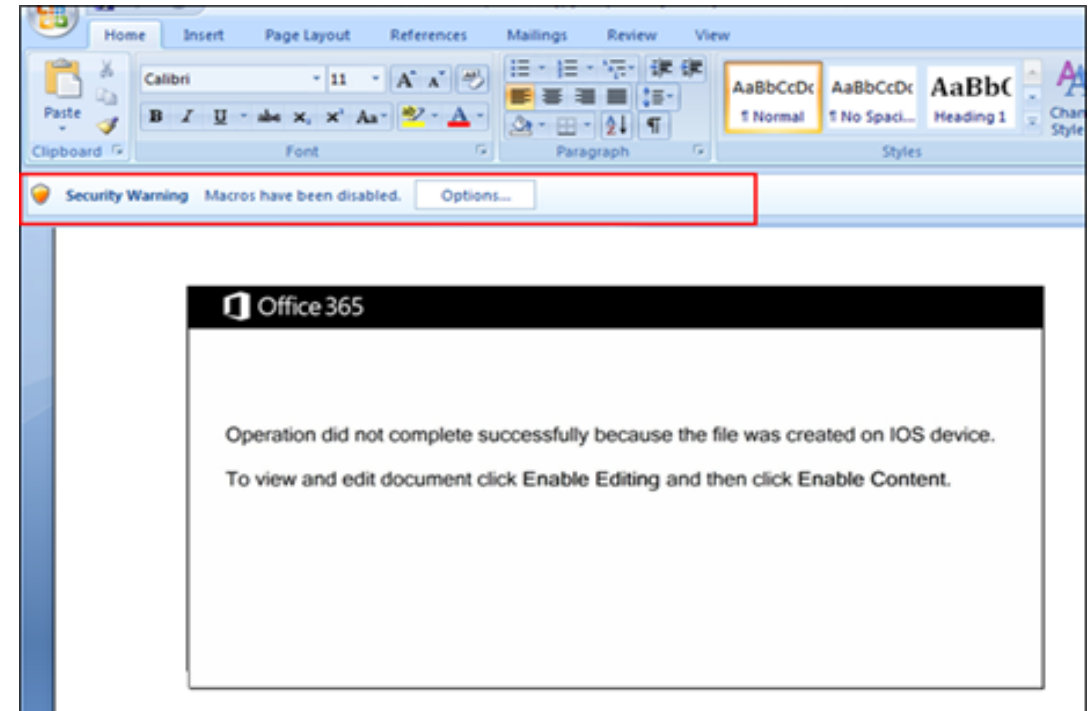 Home Insert Page Layout References Mailings Review View
Calibri 11 A A Aa
AaBbCcDc AaBbCcDc AaBbC
Paste B I U abc x, x' Aa A ¶ Normal ¶ No Spaci... Heading 1
Clipboard Font Paragraph Styles
Security Warning Macros have been disabled. Options...
Office 365
Operation did not complete successfully because the file was created on IOS device.
To view and edit document click Enable Editing and then click Enable Content.